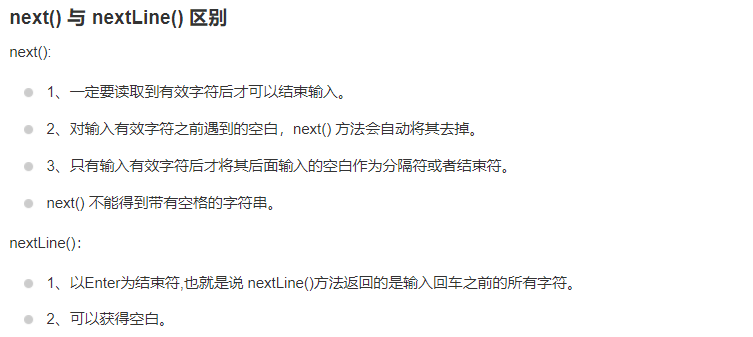 next() 与 nextLine() 区别
next():
1、一定要读取到有效字符后才可以结束输入。
2、对输入有效字符之前遇到的空白，next() 方法会自动将其去掉。
3、只有输入有效字符后才将其后面输入的空白作为分隔符或者结束符。
next() 不能得到带有空格的字符串。
nextLine()：
1、以Enter为结束符,也就是说 nextLine()方法返回的是输入回车之前的所有字符。
2、可以获得空白。